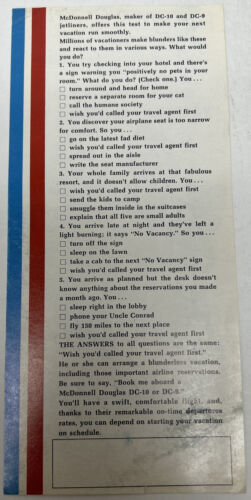 McDonnell Douglas, maker of DC-10 and DC-9
jetliners, offers this test to make your next
vacation run smoothly.
Millions of vacationers make blunders like these
and react to them in various ways. What would
you do?
1. You try checking into your hotel and there's
a sign warning you "positively no pets in your
room." What do you do? (Check one.) You . . .
☐ turn around and head for home
☐ reserve a separate room for your cat
☐ call the humane society
☐ wish you'd called your travel agent first
2. You discover your airplane seat is too narrow
for comfort. So you . . .
☐ go on the latest fad diet
☐ wish you'd called your travel agent first
☐ spread out in the aisle
☐ write the seat manufacturer
3. Your whole family arrives at that fabulous
resort, and it doesn't allow children. You . . .
☐ wish you'd called your travel agent first
☐ send the kids to camp
☐ smuggle them inside in the suitcases
☐ explain that all five are small adults
4. You arrive late at night and they've left a
light burning; it says "No Vacancy." So you . . .
☐ turn off the sign
☐ sleep on the lawn
☐ take a cab to the next "No Vacancy" sign
☐ wish you'd called your travel agent first
5. You arrive as planned but the desk doesn't
know anything about the reservations you made
a month ago. You . . .
☐ sleep right in the lobby
☐ phone your Uncle Conrad
☐ fly 150 miles to the next place
☐ wish you'd called your travel agent first
THE ANSWERS to all questions are the same:
"Wish you'd called your travel agent first."
He or she can arrange a blunderless vacation,
including those important airline reservations.
Be sure to say, "Book me aboard a
McDonnell Douglas DC-10 or DC-9."
You'll have a swift, comfortable flight, and,
thanks to their remarkable on-time departures
rates, you can depend on starting your vacation
on schedule.